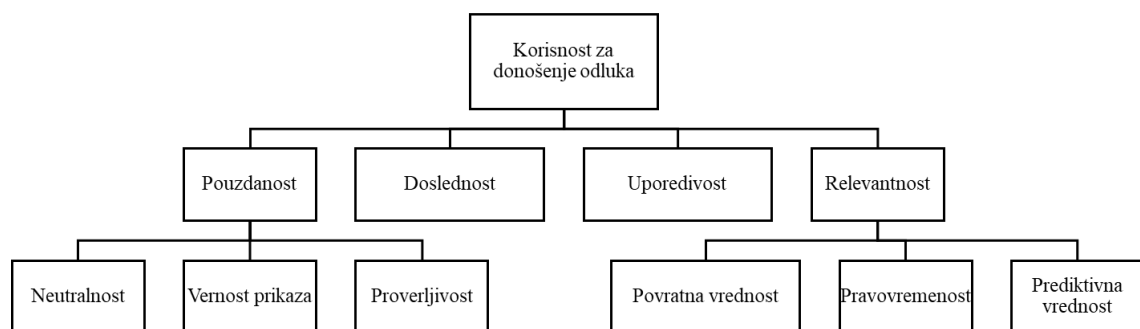 Korisnost za
donošenje odluka
Pouzdanost
Doslednost
Uporedivost
Relevantnost
Neutralnost
Vernost prikaza
Proverljivost
Povratna vrednost
Pravovremenost
Prediktivna
vrednost